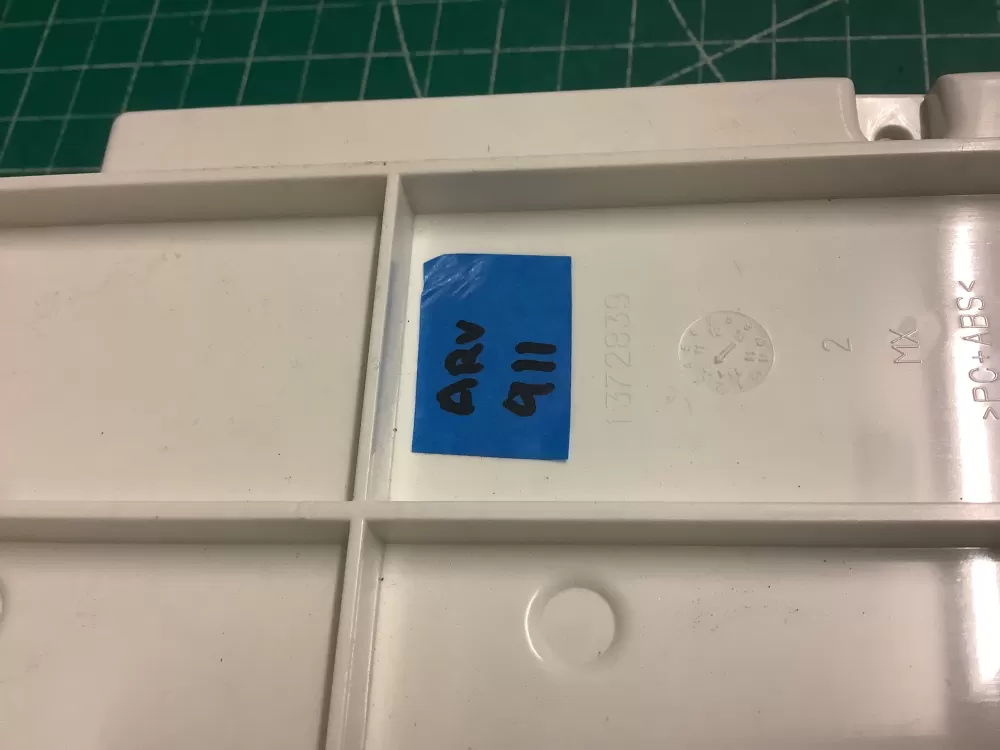 ARV
911
1372839
2
MX
>PC+ABS<